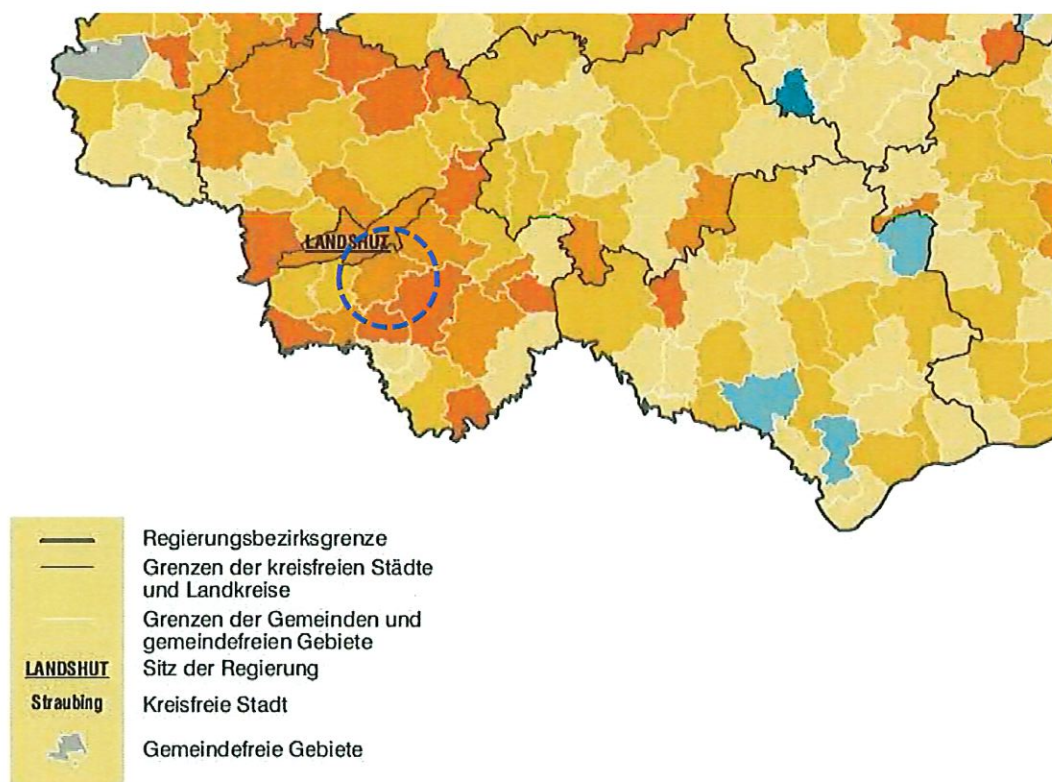 LANDSHUT
Regierungsbezirksgrenze
Grenzen der kreisfreien Städte
und Landkreise
Grenzen der Gemeinden und
gemeindefreien Gebiete
LANDSHUT Sitz der Regierung
Straubing Kreisfreie Stadt
Gemeindefreie Gebiete